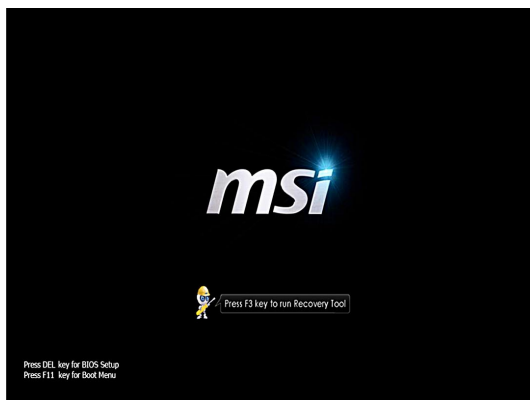 msi
Press F3 key to run Recovery Tool
Press DEL key for BIOS Setup
Press F11 key for Boot Menu